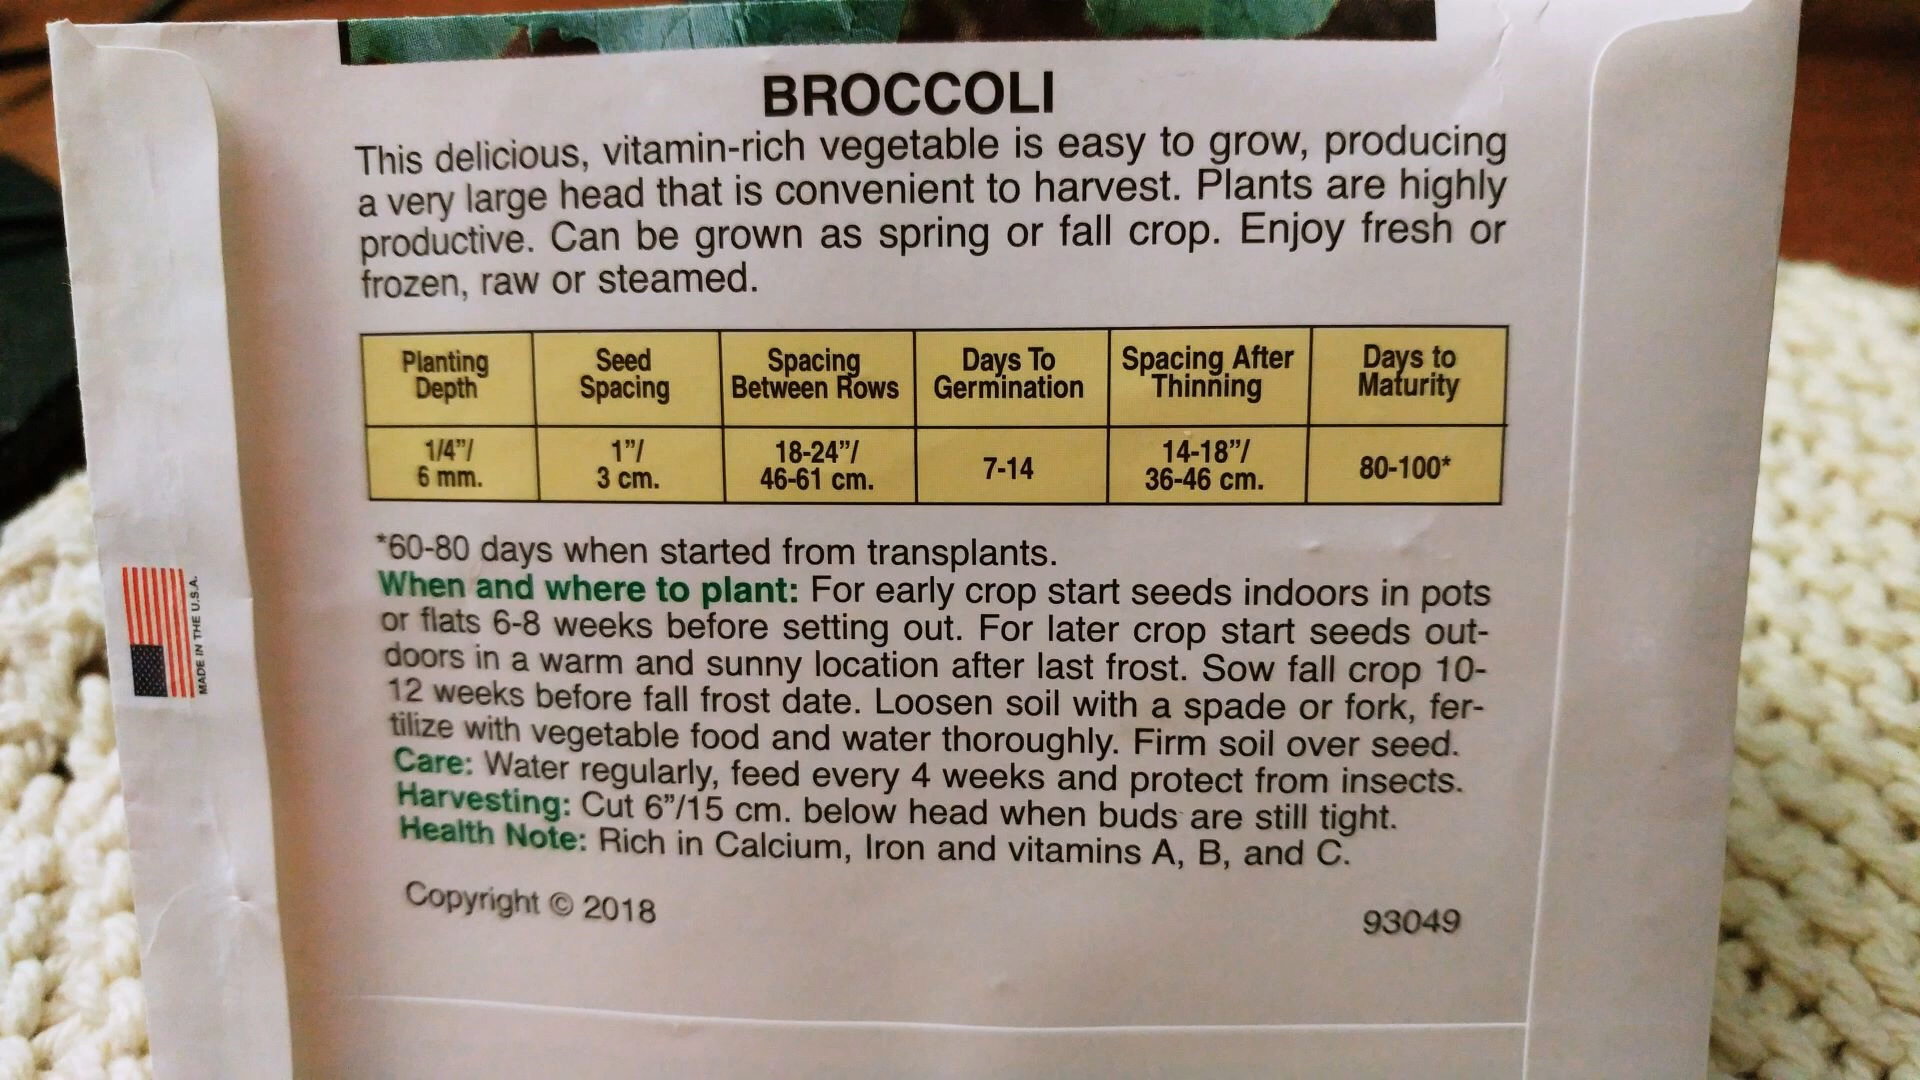 BROCCOLI
This delicious, vitamin-rich vegetable is easy to grow, producing
a very large head that is convenient to harvest. Plants are highly
productive. Can be grown as spring or fall crop. Enjoy fresh or
frozen, raw or steamed.
Planting Depth Seed Spacing Spacing Between Rows Days To Germination Spacing After Thinning Days to Maturity
1/4”/ 6 mm. 1”/ 3 cm. 18-24”/ 46-61 cm. 7-14 14-18”/ 36-46 cm. 80-100*
*60-80 days when started from transplants.
When and where to plant: For early crop start seeds indoors in pots
or flats 6-8 weeks before setting out. For later crop start seeds out-
doors in a warm and sunny location after last frost. Sow fall crop 10-
12 weeks before fall frost date. Loosen soil with a spade or fork, fer-
tilize with vegetable food and water thoroughly. Firm soil over seed.
Care: Water regularly, feed every 4 weeks and protect from insects.
Harvesting: Cut 6”/15 cm. below head when buds are still tight.
Health Note: Rich in Calcium, Iron and vitamins A, B, and C.
Copyright © 2018 93049
MADE IN THE U.S.A.